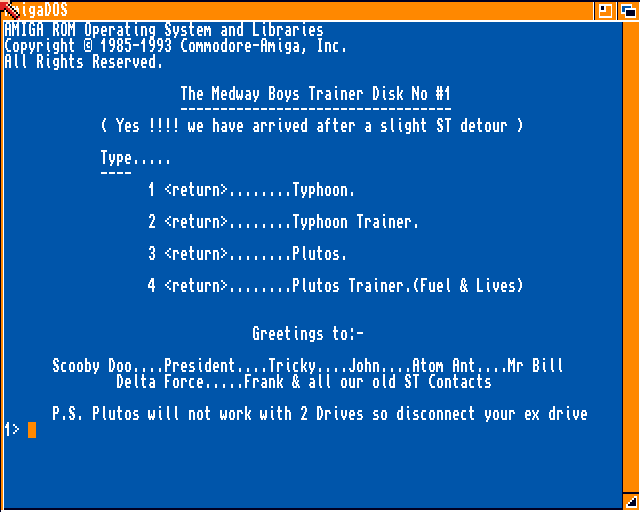 AmigaDOS
AMIGA ROM Operating System and Libraries
Copyright © 1985-1993 Commodore-Amiga, Inc.
All Rights Reserved.
The Medway Boys Trainer Disk No #1
----------------------------------
( Yes !!!! we have arrived after a slight ST detour )
Type.....
----
1 <return>........Typhoon.
2 <return>........Typhoon Trainer.
3 <return>........Plutos.
4 <return>........Plutos Trainer.(Fuel & Lives)
Greetings to:-
Scooby Doo....President....Tricky....John....Atom Ant....Mr Bill
Delta Force.....Frank & all our old ST Contacts
P.S. Plutos will not work with 2 Drives so disconnect your ex drive
1>